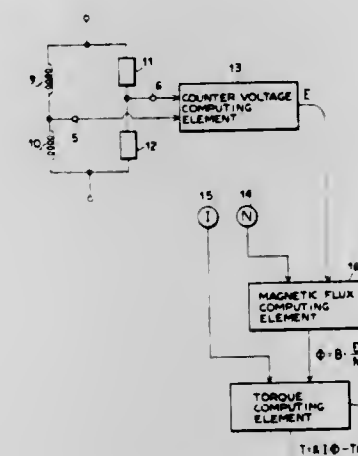 9
11
13
6
COUNTER VOLTAGE
COMPUTING
ELEMENT
E
10
5
12
15
14
I
N
MAGNETIC FLUX
COMPUTING
ELEMENT
TORQUE
COMPUTING
ELEMENT